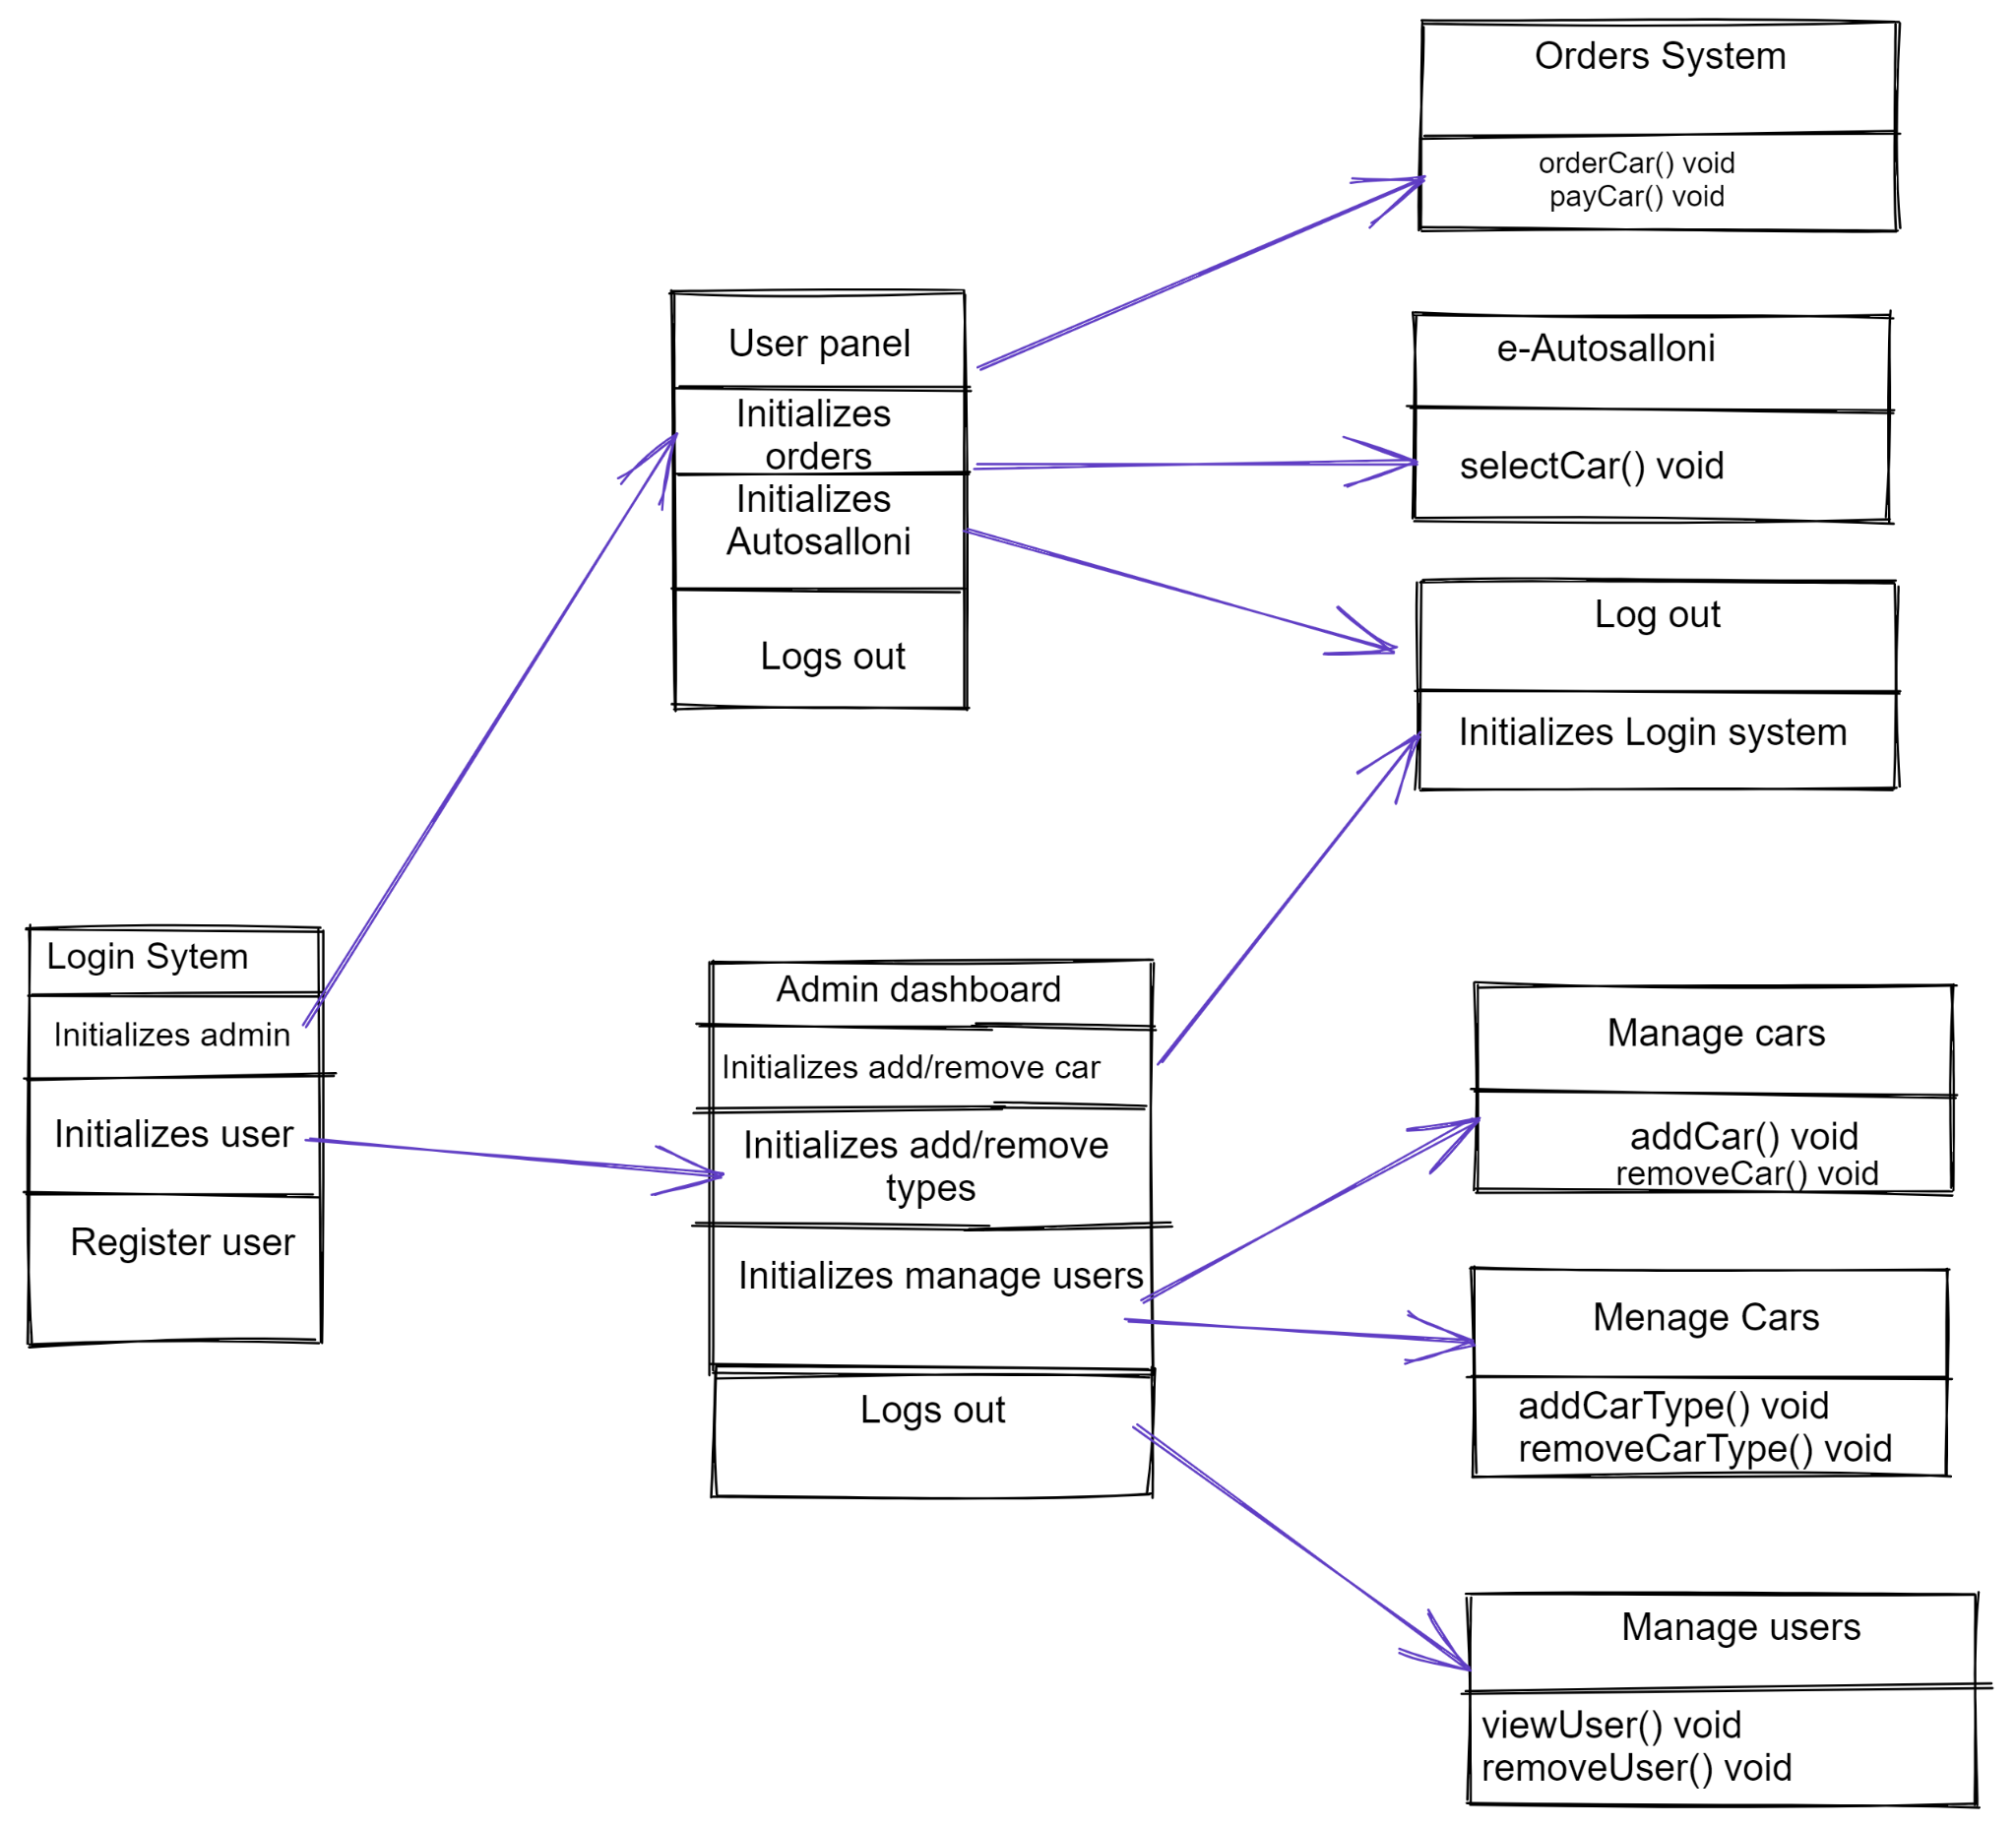 Orders System
orderCar() void
payCar() void
User panel
Initializes
orders
Initializes
Autosalloni
Logs out
e-Autosalloni
selectCar() void
Log out
Initializes Login system
Login Sytem
Initializes admin
Initializes user
Register user
Admin dashboard
Initializes add/remove car
Initializes add/remove
types
Initializes manage users
Logs out
Manage cars
addCar() void
removeCar() void
Menage Cars
addCarType() void
removeCarType() void
Manage users
viewUser() void
removeUser() void